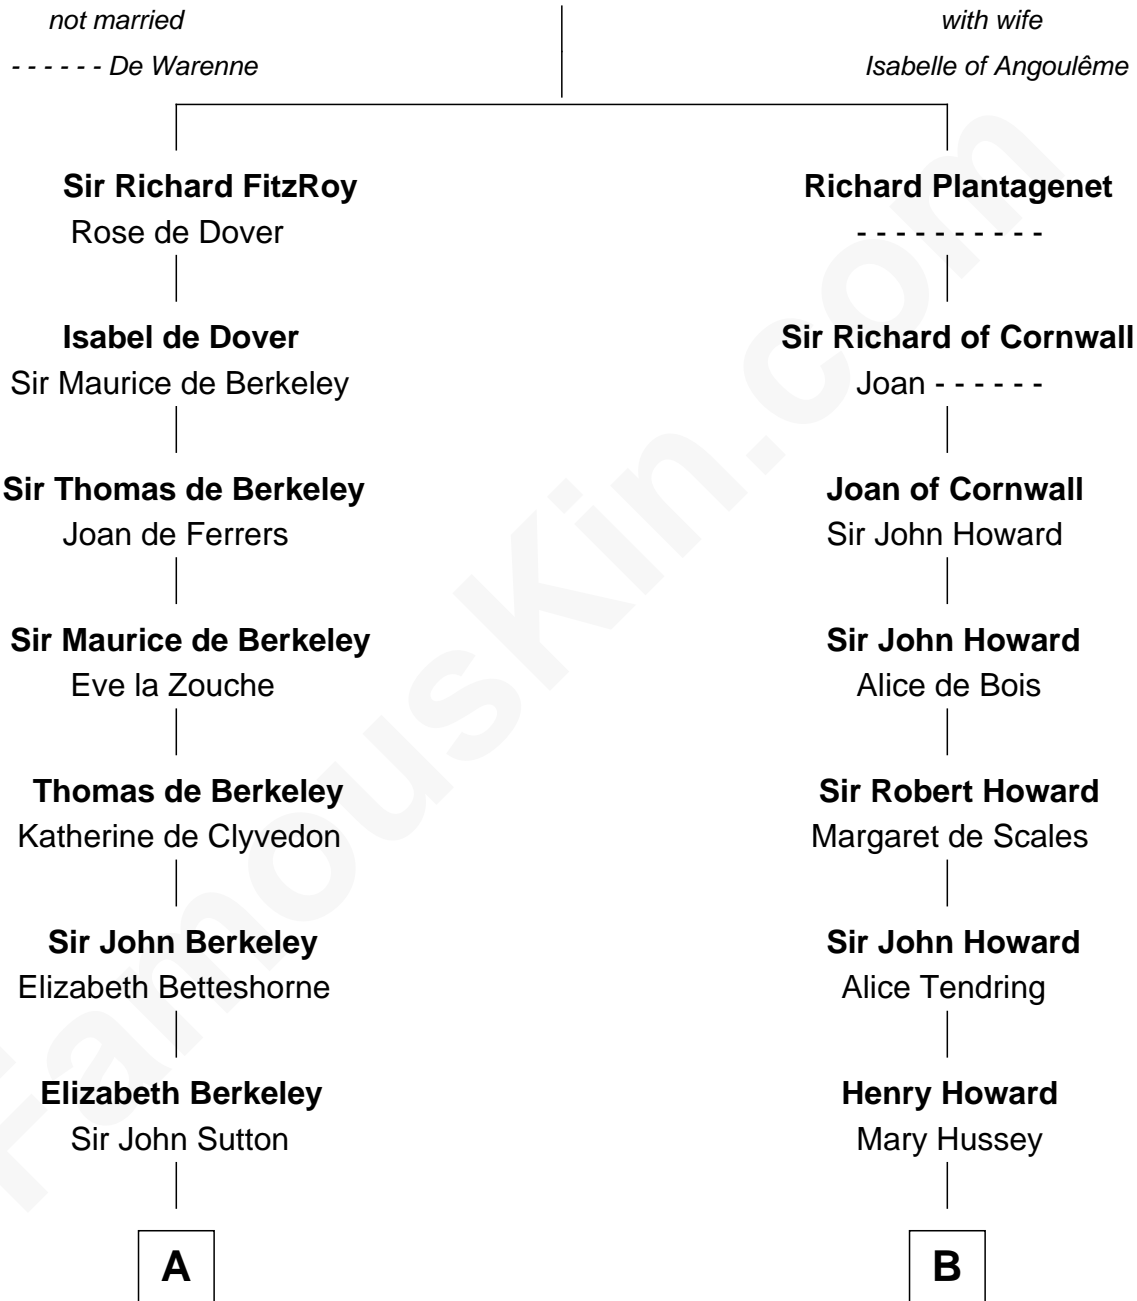 not married
with wife
- - - - - - De Warenne
Isabelle of Angoulême
Sir Richard FitzRoy
Rose de Dover
Richard Plantagenet
- - - - - - - - - -
Isabel de Dover
Sir Maurice de Berkeley
Sir Richard of Cornwall
Joan - - - - - -
Sir Thomas de Berkeley
Joan de Ferrers
Joan of Cornwall
Sir John Howard
Sir Maurice de Berkeley
Eve la Zouche
Sir John Howard
Alice de Bois
Thomas de Berkeley
Katherine de Clyvedon
Sir Robert Howard
Margaret de Scales
Sir John Berkeley
Elizabeth Betteshorne
Sir John Howard
Alice Tendring
Elizabeth Berkeley
Sir John Sutton
Henry Howard
Mary Hussey
A
B
FamousKin.com